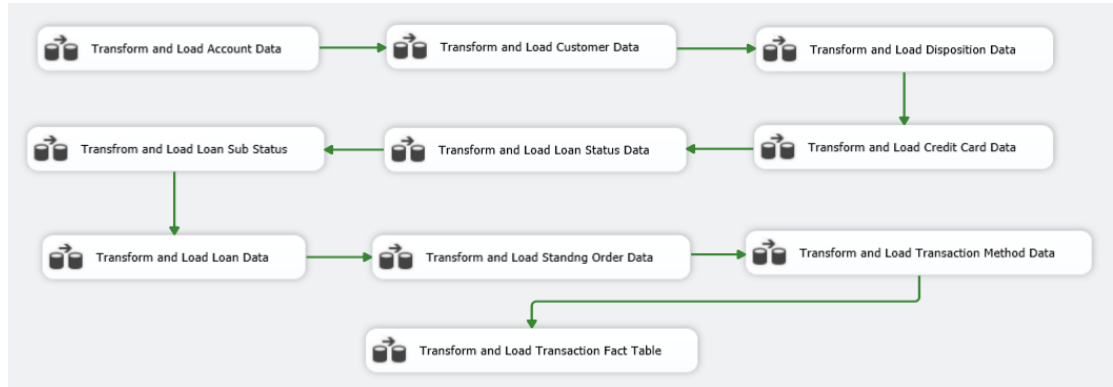 Transform and Load Account Data
Transform and Load Customer Data
Transform and Load Disposition Data
Transform and Load Credit Card Data
Transform and Load Loan Status Data
Transfrom and Load Loan Sub Status
Transform and Load Loan Data
Transform and Load Standng Order Data
Transform and Load Transaction Method Data
Transform and Load Transaction Fact Table